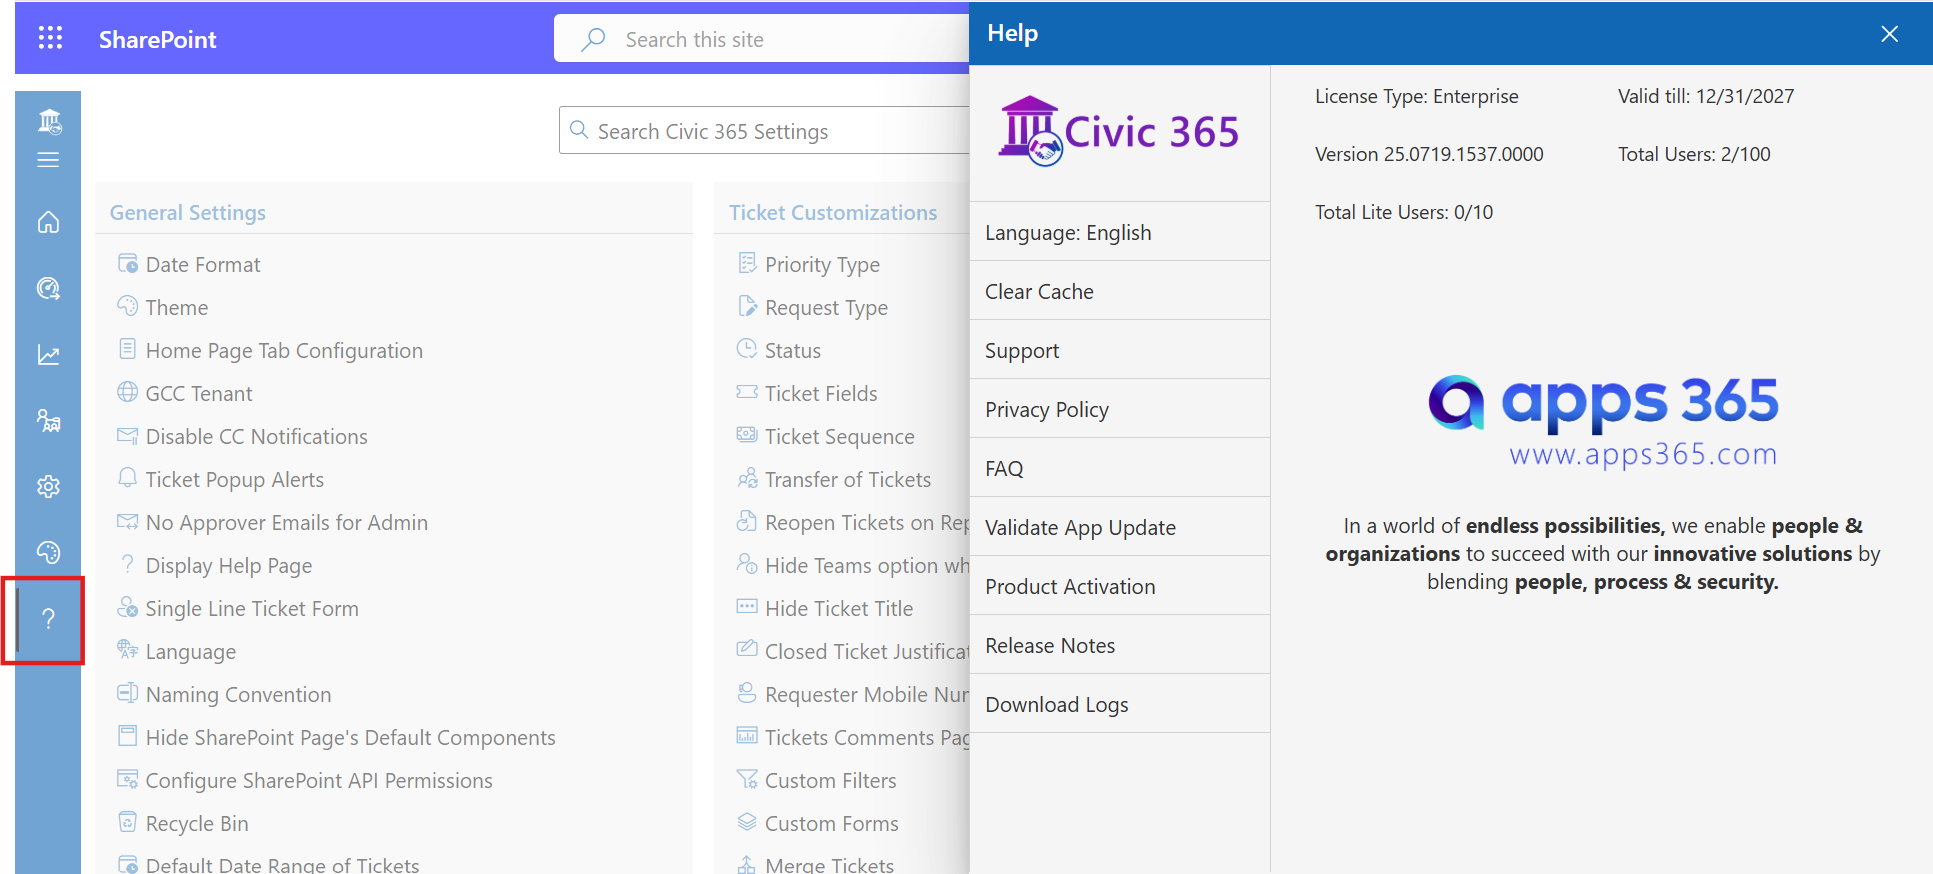 SharePoint
Search this site
Search Civic 365 Settings
General Settings
Date Format
Theme
Home Page Tab Configuration
GCC Tenant
Disable CC Notifications
Ticket Popup Alerts
No Approver Emails for Admin
Display Help Page
Single Line Ticket Form
Language
Naming Convention
Hide SharePoint Page's Default Components
Configure SharePoint API Permissions
Recycle Bin
Default Date Range of Tickets
Ticket Customizations
Priority Type
Request Type
Status
Ticket Fields
Ticket Sequence
Transfer of Tickets
Reopen Tickets on Rep
Hide Teams option wh
Hide Ticket Title
Closed Ticket Justificat
Requester Mobile Num
Tickets Comments Pag
Custom Filters
Custom Forms
Merge Tickets
Help
Civic 365
Language: English
Clear Cache
Support
Privacy Policy
FAQ
Validate App Update
Product Activation
Release Notes
Download Logs
License Type: Enterprise
Valid till: 12/31/2027
Version 25.0719.1537.0000
Total Users: 2/100
Total Lite Users: 0/10
apps 365
www.apps365.com
In a world of endless possibilities, we enable people &
organizations to succeed with our innovative solutions by
blending people, process & security.